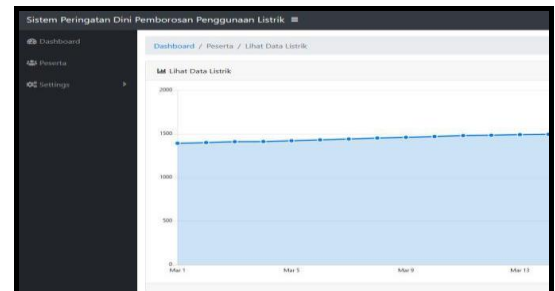 Sistem Peringatan Dini Pemborosan Penggunaan Listrik
Dashboard
Peserta
Settings
Dashboard / Peserta / Lihat Data Listrik
Lihat Data Listrik
2000
1500
1000
500
0
Mar 1 Mar 5 Mar 9 Mar 13